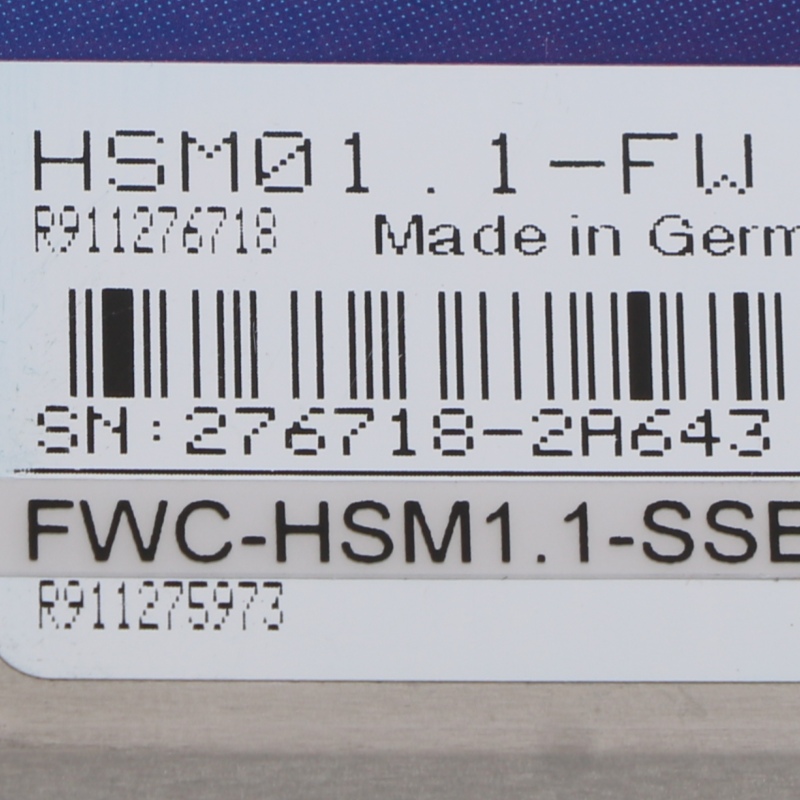 HSM01.1-FW
R911276718 Made in Germ
SN:276718-2A643
FWC-HSM1.1-SSE
R911275973